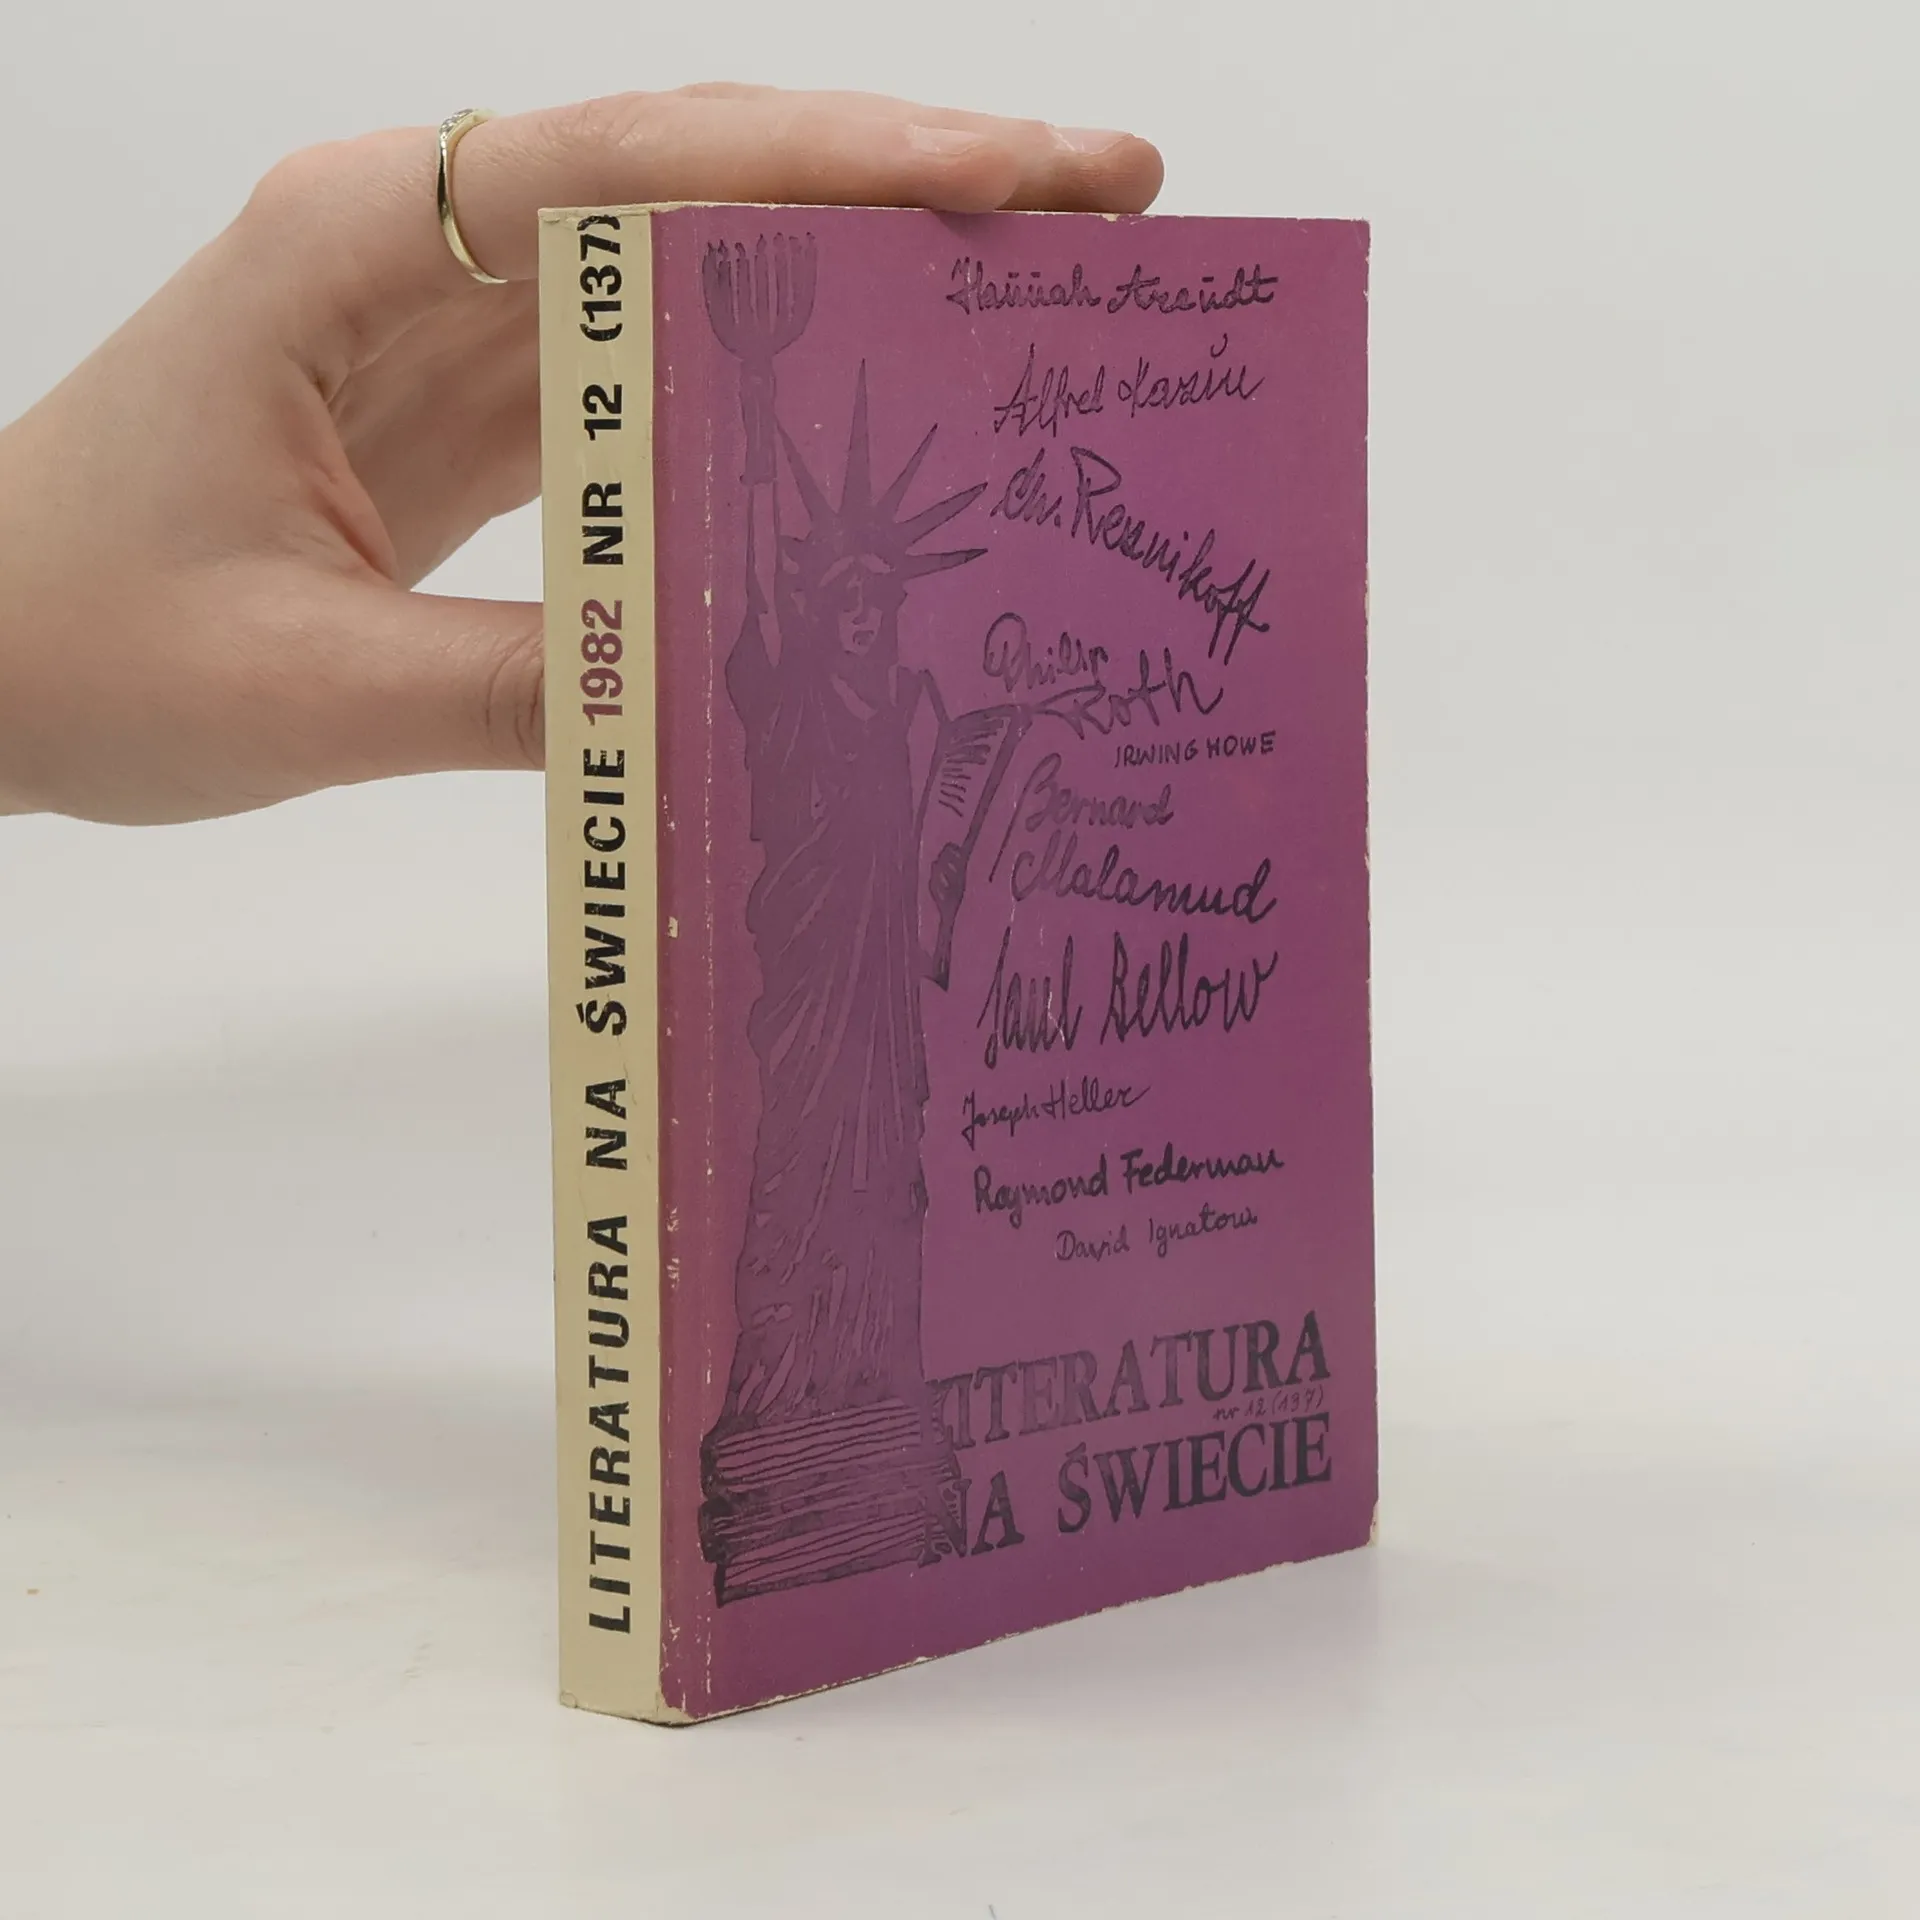 LITERATURA NA ŚWIECIE 1982 NR 12 (137)
Hannah Arendt
Alfred Kazin
Ch. Reznikoff
Philip
Roth
IRWING HOWE
Bernard
Malamud
Saul Bellow
Joseph Heller
Raymond Federman
David Ignatow
LITERATURA
nr 12 (137)
NA ŚWIECIE